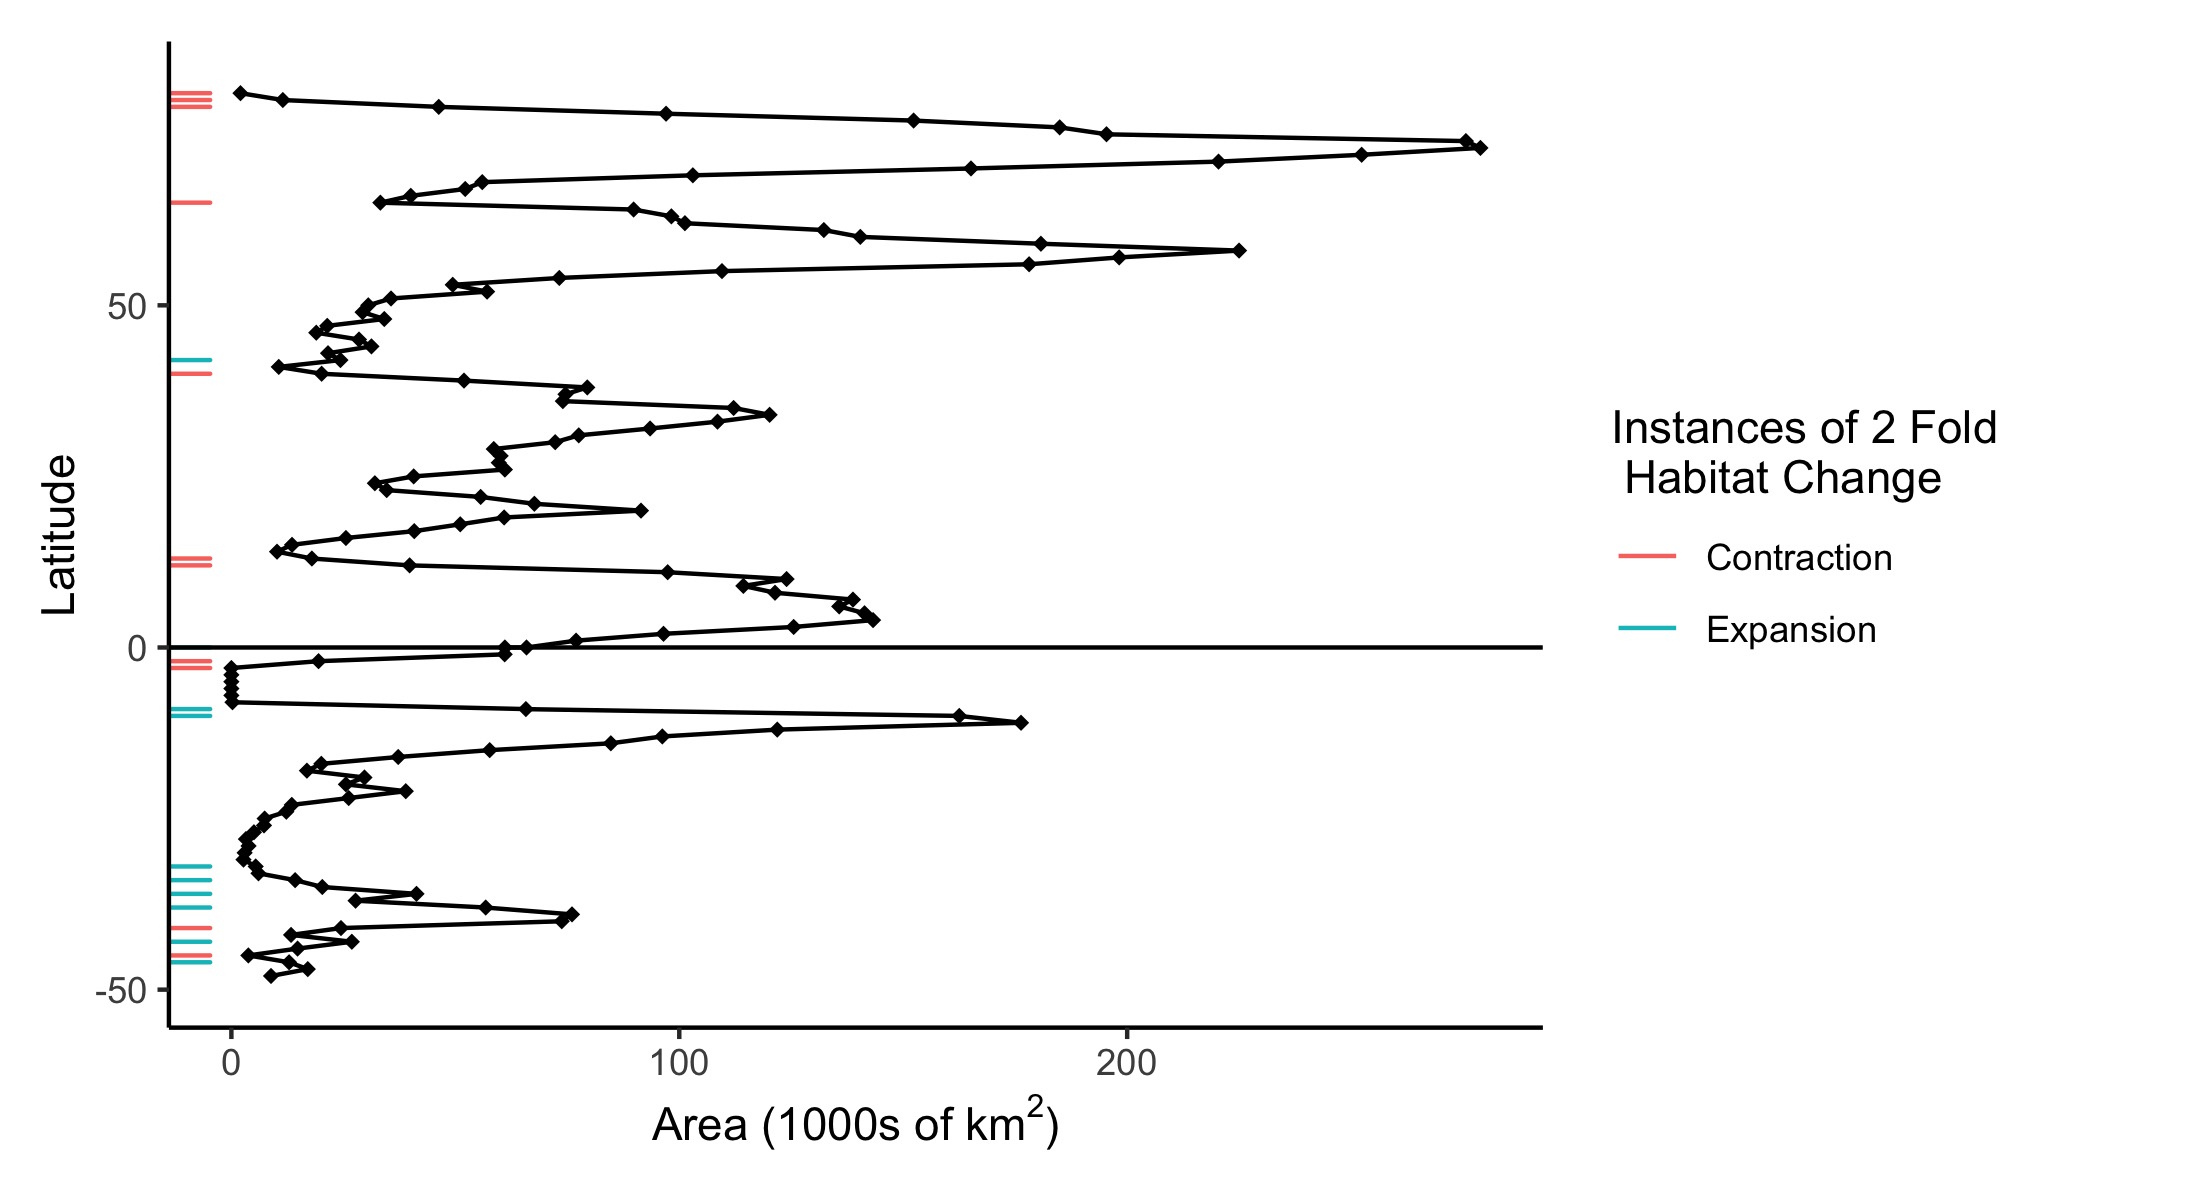 50
0
-50
Latitude
0
100
200
Area (1000s of km²)
Instances of 2 Fold
Habitat Change
Contraction
Expansion